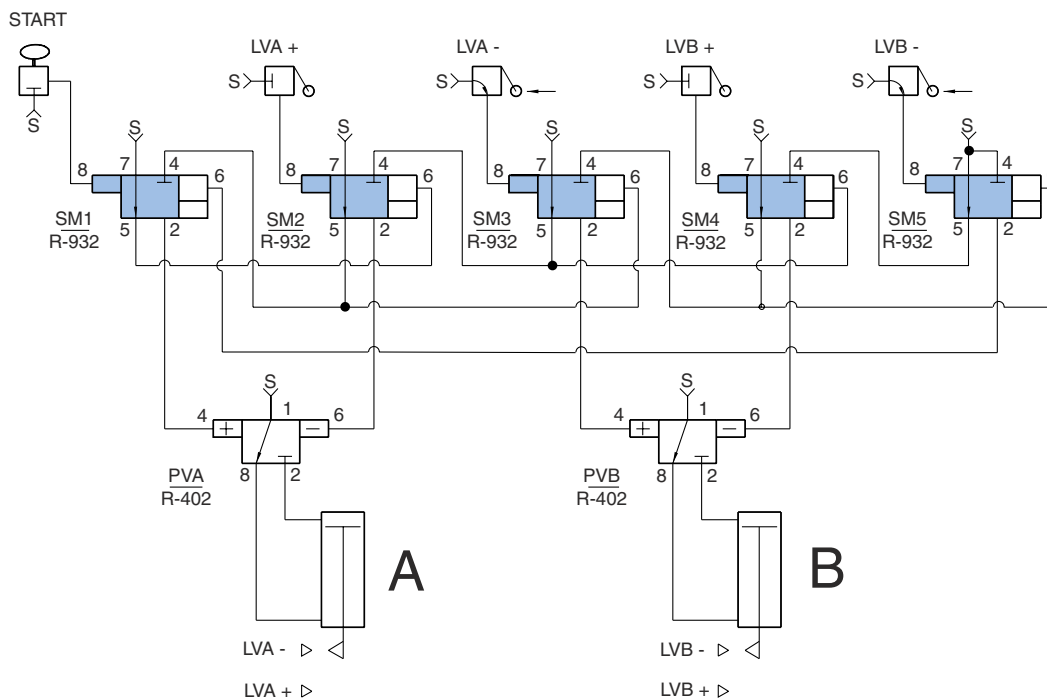 START
LVA +
LVA -
LVB +
LVB -
S
S
S
S
S
S
S
S
S
S
8 7 4 6
8 7 4 6
8 7 4 6
8 7 4 6
8 7 4
SM1
R-932
5 2
SM2
R-932
5 2
SM3
R-932
5 2
SM4
R-932
5 2
SM5
R-932
5 2
S
S
4 + 1 - 6
4 + 1 - 6
PVA
R-402
8 2
PVB
R-402
8 2
A
B
LVA -
LVB -
LVA +
LVB +